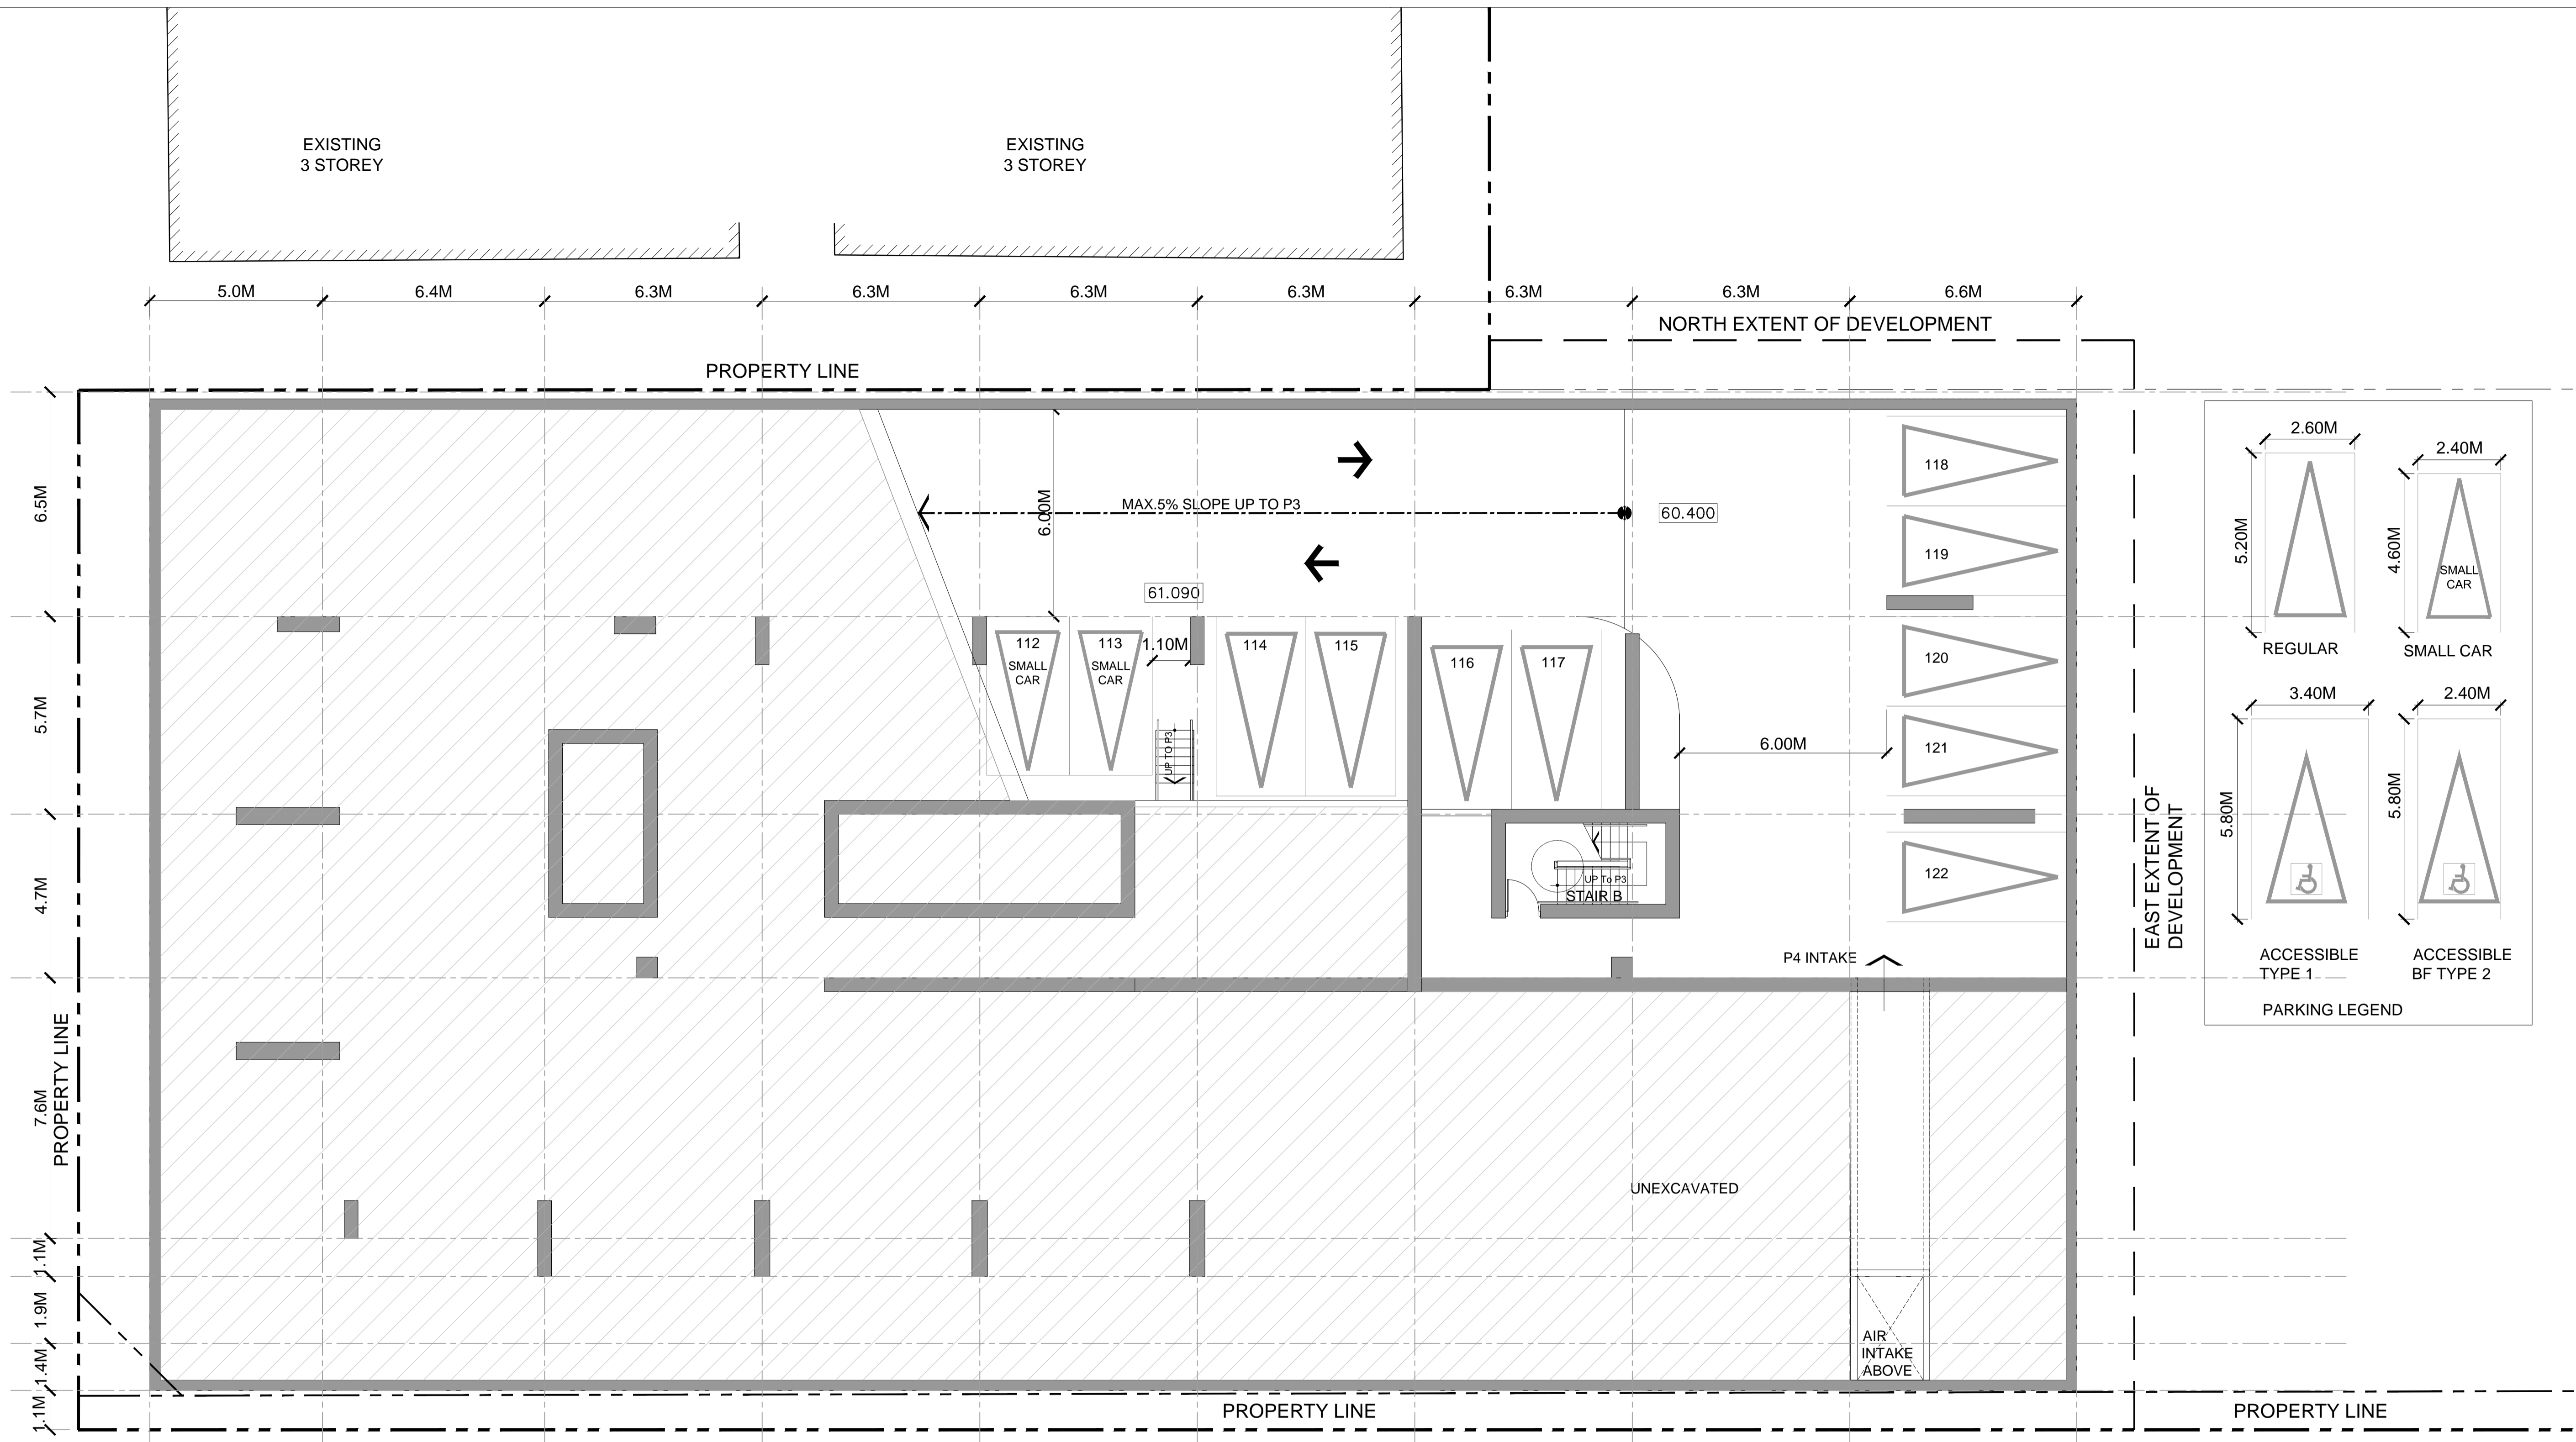 EXISTING
3 STOREY
EXISTING
3 STOREY
5.0M
6.4M
6.3M
6.3M
6.3M
6.3M
6.3M
6.3M
6.6M
NORTH EXTENT OF DEVELOPMENT
PROPERTY LINE
6.5M
5.7M
4.7M
7.6M
1.1M
1.9M
1.4M
1.1M
PROPERTY LINE
6.00M
MAX.5% SLOPE UP TO P3
60.400
61.090
112
SMALL
CAR
113
SMALL
CAR
1.10M
UP TO P3
114
115
116
117
118
119
120
121
122
6.00M
UP To P3
STAIR B
P4 INTAKE
UNEXCAVATED
AIR
INTAKE
ABOVE
EAST EXTENT OF
DEVELOPMENT
2.60M
5.20M
REGULAR
2.40M
4.60M
SMALL
CAR
SMALL CAR
3.40M
5.80M
ACCESSIBLE
TYPE 1
2.40M
5.80M
ACCESSIBLE
BF TYPE 2
PARKING LEGEND
PROPERTY LINE
PROPERTY LINE